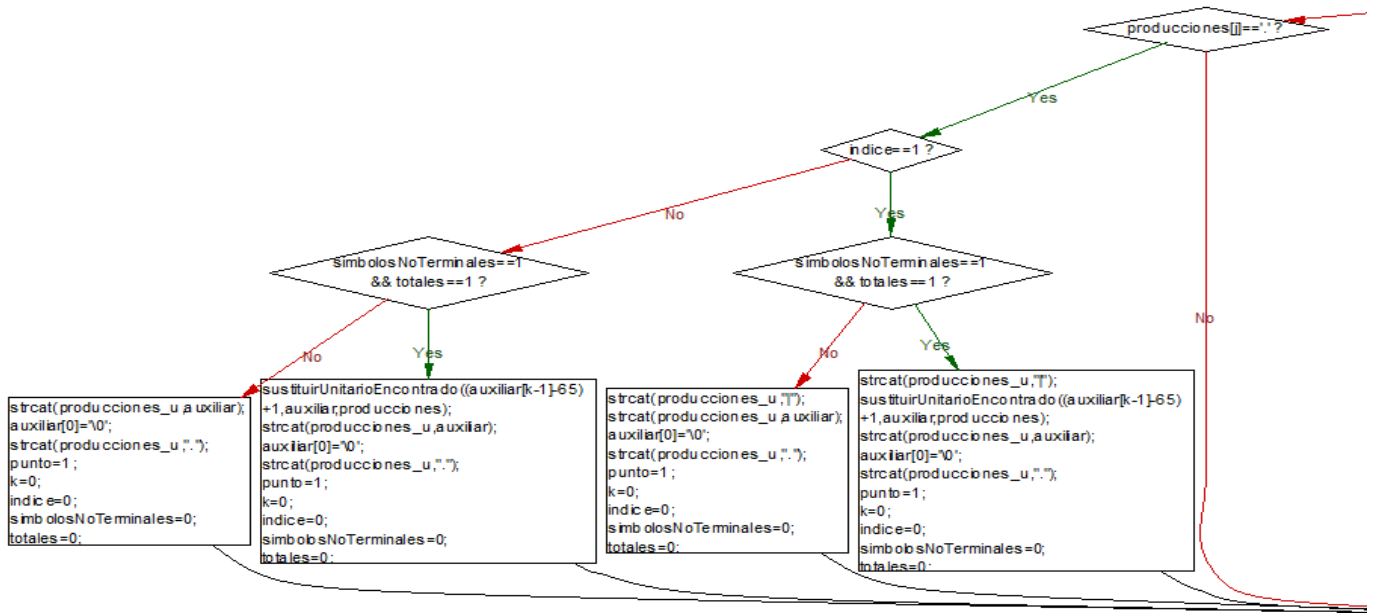 producciones[j]=='.' ?
Yes
indice==1 ?
No
Yes
simbolosNoTerminales==1
&& totales==1 ?
simbolosNoTerminales==1
&& totales==1 ?
No
No
Yes
No
Yes
strcat(producciones_u,auxiliar);
auxiliar[0]='\0';
strcat(producciones_u,".");
punto=1;
k=0;
indice=0;
simbolosNoTerminales=0;
totales=0;
sustituirUnitarioEncontrado((auxiliar[k-1]-65)
+1,auxiliar,producciones);
strcat(producciones_u,auxiliar);
auxiliar[0]='\0';
strcat(producciones_u,".");
punto=1;
k=0;
indice=0;
simbolosNoTerminales=0;
totales=0;
strcat(producciones_u,"|");
strcat(producciones_u,auxiliar);
auxiliar[0]='\0';
strcat(producciones_u,".");
punto=1;
k=0;
indice=0;
simbolosNoTerminales=0;
totales=0;
strcat(producciones_u,"|");
sustituirUnitarioEncontrado((auxiliar[k-1]-65)
+1,auxiliar,producciones);
strcat(producciones_u,auxiliar);
auxiliar[0]='\0';
strcat(producciones_u,".");
punto=1;
k=0;
indice=0;
simbolosNoTerminales=0;
totales=0;